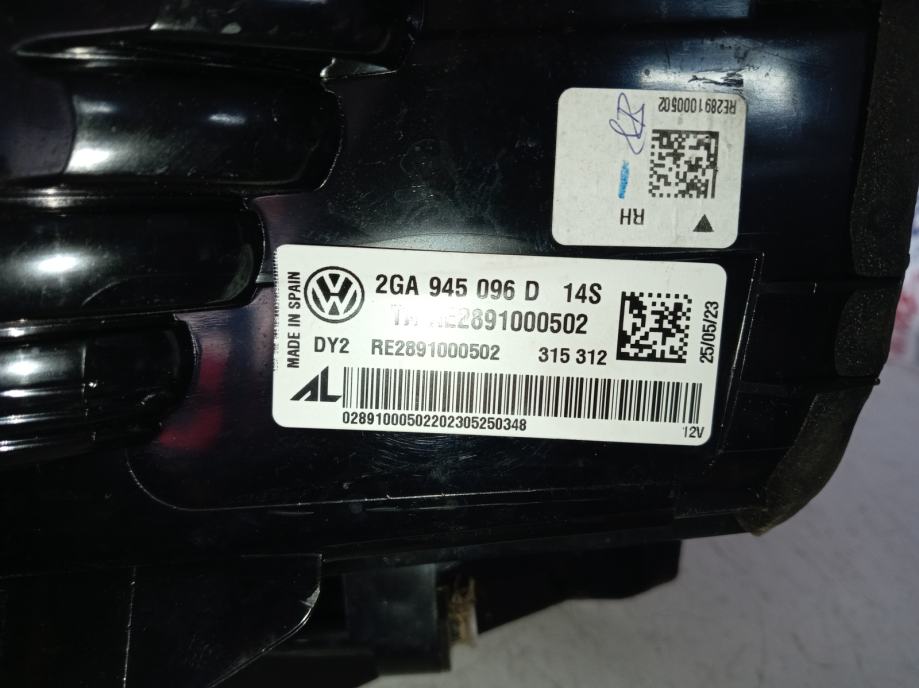 RE2891000502
RH
MADE IN SPAIN
2GA 945 096 D 14S
RE2891000502
DY2 RE2891000502 315 312
25/05/23
AL
02891000502202305250348
12V